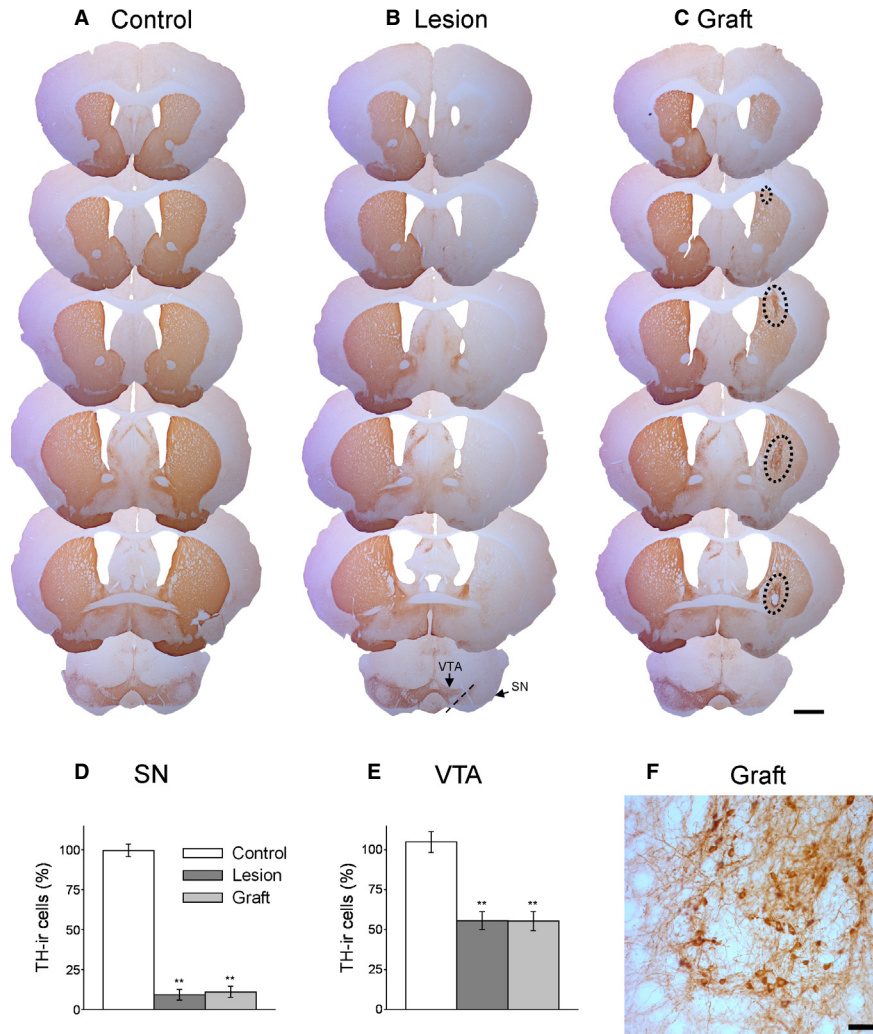 A Control
B Lesion
C Graft
VTA
SN
D SN
TH-ir cells (%)
100
75
50
25
0
Control
Lesion
Graft
**
**
E VTA
TH-ir cells (%)
100
75
50
25
0
**
**
F Graft